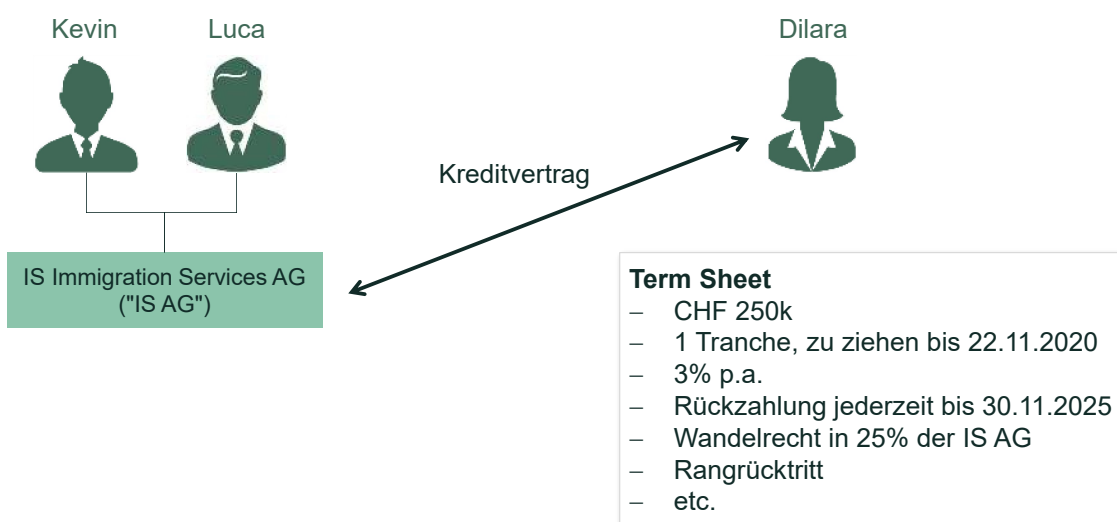 Kevin
Luca
Dilara
Kreditvertrag
IS Immigration Services AG
("IS AG")
Term Sheet
– CHF 250k
– 1 Tranche, zu ziehen bis 22.11.2020
– 3% p.a.
– Rückzahlung jederzeit bis 30.11.2025
– Wandelrecht in 25% der IS AG
– Rangrücktritt
– etc.